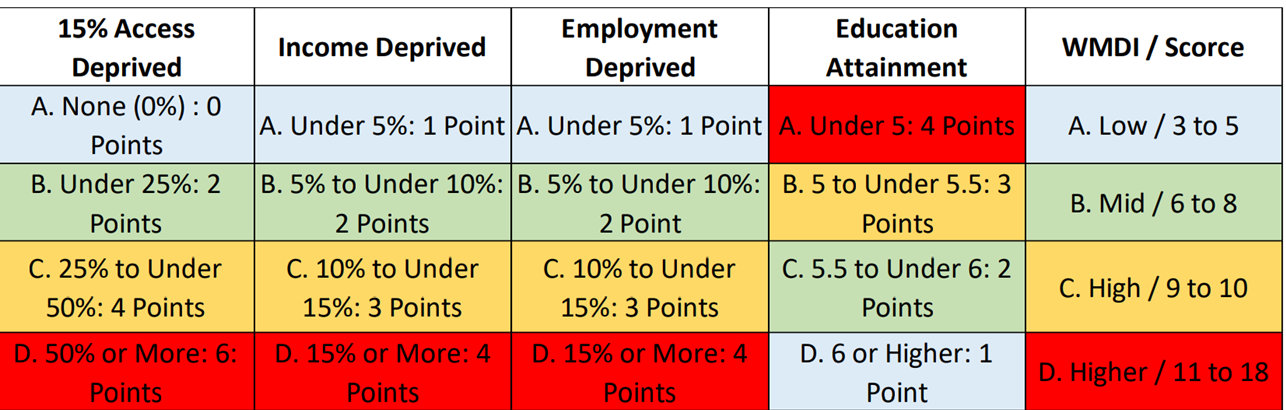 15% Access
Deprived
Income Deprived
Employment
Deprived
Education
Attainment
WMDI / Scorce
A. None (0%) : 0
Points
A. Under 5%: 1 Point
A. Under 5%: 1 Point
A. Under 5: 4 Points
A. Low / 3 to 5
B. Under 25%: 2
Points
B. 5% to Under 10%:
2 Points
B. 5% to Under 10%:
2 Point
B. 5 to Under 5.5: 3
Points
B. Mid / 6 to 8
C. 25% to Under
50%: 4 Points
C. 10% to Under
15%: 3 Points
C. 10% to Under
15%: 3 Points
C. 5.5 to Under 6: 2
Points
C. High / 9 to 10
D. 50% or More: 6:
Points
D. 15% or More: 4
Points
D. 15% or More: 4
Points
D. 6 or Higher: 1
Point
D. Higher / 11 to 18